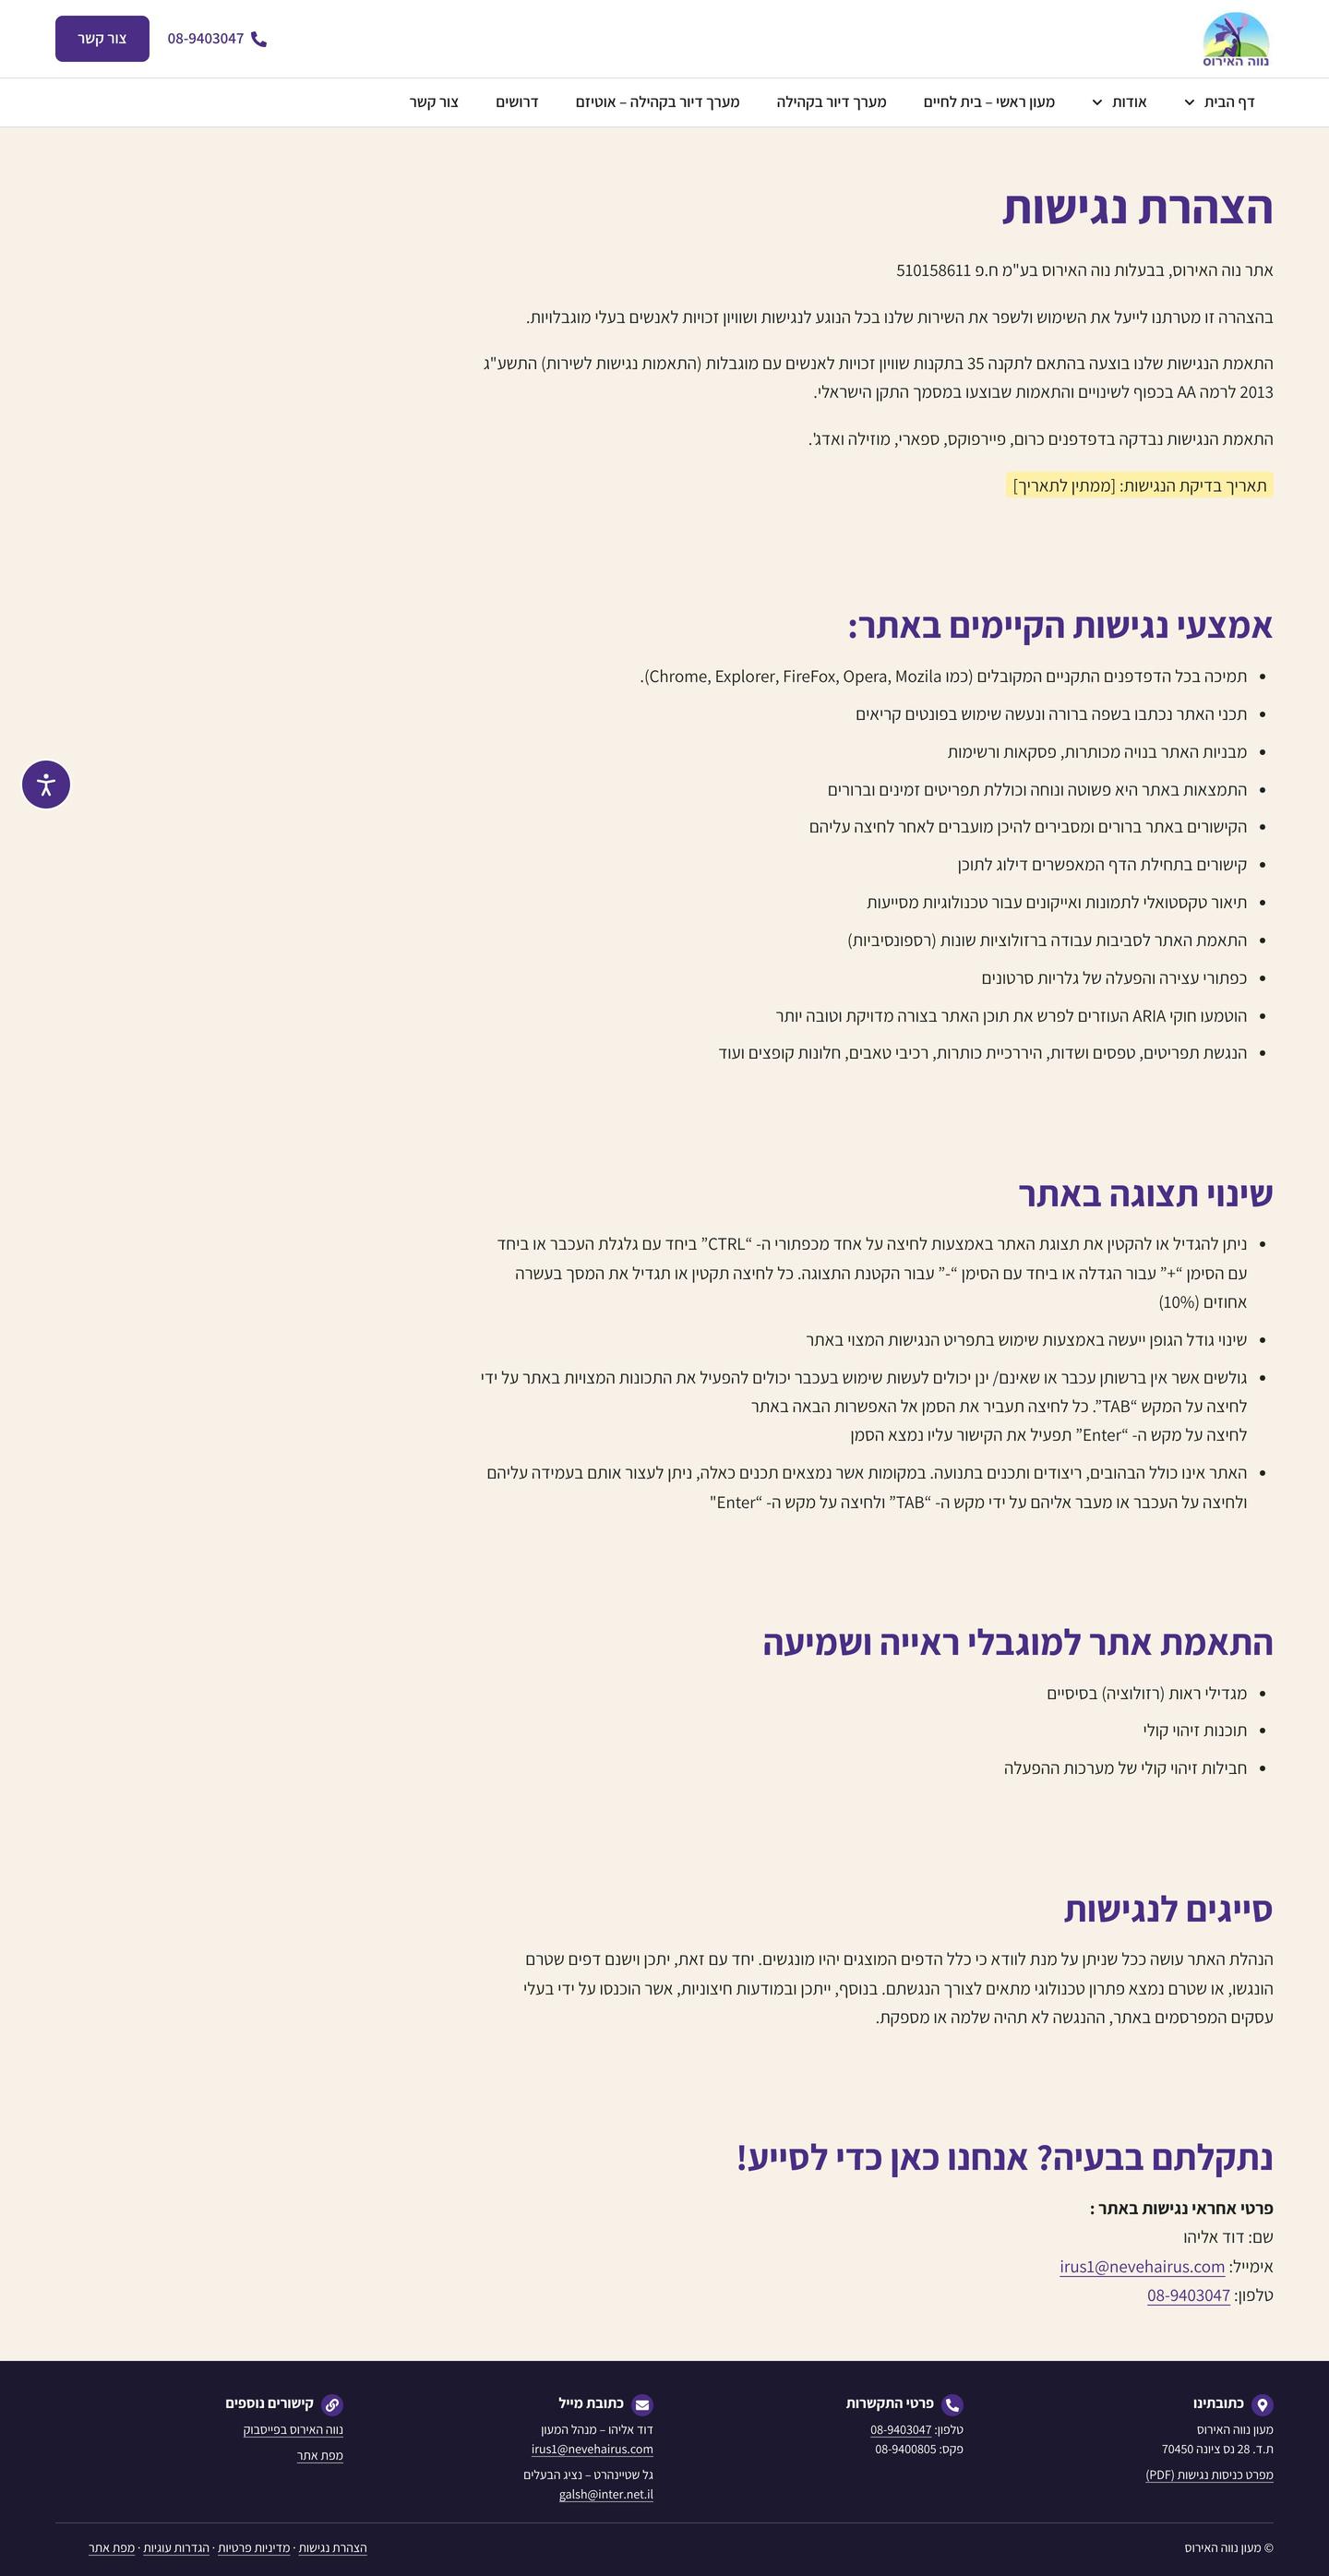 נווה האירוס
08-9403047
צור קשר
דף הבית
אודות
מעון ראשי – בית לחיים
מערך דיור בקהילה
מערך דיור בקהילה – אוטיזם
דרושים
צור קשר
הצהרת נגישות
אתר נוה האירוס, בבעלות נוה האירוס בע"מ ח.פ 510158611
בהצהרה זו מטרתנו לייעל את השימוש ולשפר את השירות שלנו בכל הנוגע לנגישות ושוויון זכויות לאנשים בעלי מוגבלויות.
התאמת הנגישות שלנו בוצעה בהתאם לתקנה 35 בתקנות שוויון זכויות לאנשים עם מוגבלות (התאמות נגישות לשירות) התשע"ג
2013 לרמה AA בכפוף לשינויים והתאמות שבוצעו במסמך התקן הישראלי.
התאמת הנגישות נבדקה בדפדפנים כרום, פיירפוקס, ספארי, מוזילה ואדג'.
תאריך בדיקת הנגישות: [ממתין לתאריך]
אמצעי נגישות הקיימים באתר:
• תמיכה בכל הדפדפנים התקניים המקובלים (כמו Chrome, Explorer, FireFox, Opera, Mozila).
• תכני האתר נכתבו בשפה ברורה ונעשה שימוש בפונטים קריאים
• מבניות האתר בנויה מכותרות, פסקאות ורשימות
• התמצאות באתר היא פשוטה ונוחה וכוללת תפריטים זמינים וברורים
• הקישורים באתר ברורים ומסבירים להיכן מועברים לאחר לחיצה עליהם
• קישורים בתחילת הדף המאפשרים דילוג לתוכן
• תיאור טקסטואלי לתמונות ואייקונים עבור טכנולוגיות מסייעות
• התאמת האתר לסביבות עבודה ברזולוציות שונות (רספונסיביות)
• כפתורי עצירה והפעלה של גלריות סרטונים
• הוטמעו חוקי ARIA העוזרים לפרש את תוכן האתר בצורה מדויקת וטובה יותר
• הנגשת תפריטים, טפסים ושדות, היררכיית כותרות, רכיבי טאבים, חלונות קופצים ועוד
שינוי תצוגה באתר
• ניתן להגדיל או להקטין את תצוגת האתר באמצעות לחיצה על אחד מכפתורי ה- “CTRL” ביחד עם גלגלת העכבר או ביחד
עם הסימן “+” עבור הגדלה או ביחד עם הסימן “-” עבור הקטנת התצוגה. כל לחיצה תקטין או תגדיל את המסך בעשרה
אחוזים (10%)
• שינוי גודל הגופן ייעשה באמצעות שימוש בתפריט הנגישות המצוי באתר
• גולשים אשר אין ברשותן עכבר או שאינם/ ינן יכולים לעשות שימוש בעכבר יכולים להפעיל את התכונות המצויות באתר על ידי
לחיצה על המקש “TAB”. כל לחיצה תעביר את הסמן אל האפשרות הבאה באתר
לחיצה על מקש ה- “Enter” תפעיל את הקישור עליו נמצא הסמן
• האתר אינו כולל הבהובים, ריצודים ותכנים בתנועה. במקומות אשר נמצאים תכנים כאלה, ניתן לעצור אותם בעמידה עליהם
ולחיצה על העכבר או מעבר אליהם על ידי מקש ה- “TAB” ולחיצה על מקש ה- “Enter"
התאמת אתר למוגבלי ראייה ושמיעה
• מגדילי ראות (רזולוציה) בסיסיים
• תוכנות זיהוי קולי
• חבילות זיהוי קולי של מערכות ההפעלה
סייגים לנגישות
הנהלת האתר עושה ככל שניתן על מנת לוודא כי כלל הדפים המוצגים יהיו מונגשים. יחד עם זאת, יתכן וישנם דפים שטרם
הונגשו, או שטרם נמצא פתרון טכנולוגי מתאים לצורך הנגשתם. בנוסף, ייתכן ובמודעות חיצוניות, אשר הוכנסו על ידי בעלי
עסקים המפרסמים באתר, ההנגשה לא תהיה שלמה או מספקת.
נתקלתם בבעיה? אנחנו כאן כדי לסייע!
פרטי אחראי נגישות באתר :
שם: דוד אליהו
אימייל: irus1@nevehairus.com
טלפון: 08-9403047
כתובתינו
מעון נווה האירוס
ת.ד. 28 נס ציונה 70450
מפרט כניסות נגישות (PDF)
פרטי התקשרות
טלפון: 08-9403047
פקס: 08-9400805
כתובת מייל
דוד אליהו – מנהל המעון
irus1@nevehairus.com
גל שטיינהרט – נציג הבעלים
galsh@inter.net.il
קישורים נוספים
נווה האירוס בפייסבוק
מפת אתר
© מעון נווה האירוס
הצהרת נגישות · מדיניות פרטיות · הגדרות עוגיות · מפת אתר